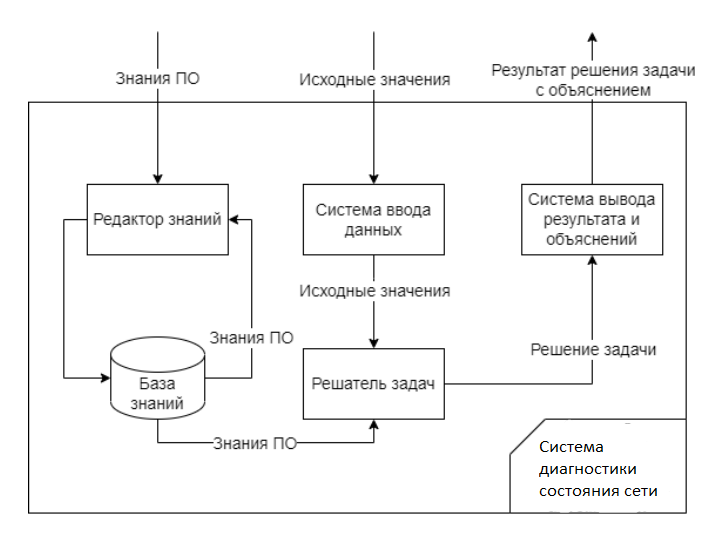 Знания ПО
Исходные значения
Результат решения задачи
с объяснением
Редактор знаний
Система ввода
данных
Система вывода
результата и
объяснений
Исходные значения
Знания ПО
Решение задачи
База
знаний
Решатель задач
Знания ПО
Система
диагностики
состояния сети